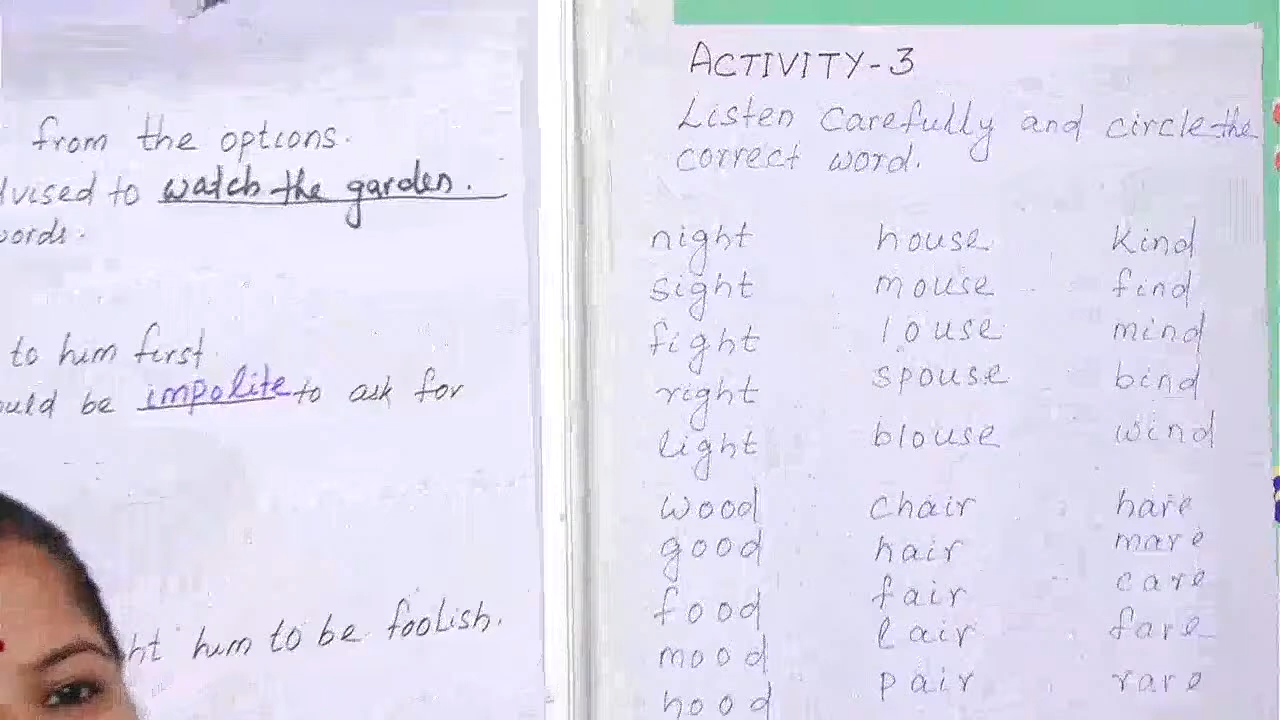 from the options.
vised to watch the garden.
words.
to him first
ould be impolite to ask for
ht him to be foolish.
ACTIVITY-3
Listen carefully and circle the
correct word.
night house kind
sight mouse find
fight louse mind
right spouse bind
light blouse wind
wood chair hare
good hair mare
food fair care
mood lair fare
hood pair rare